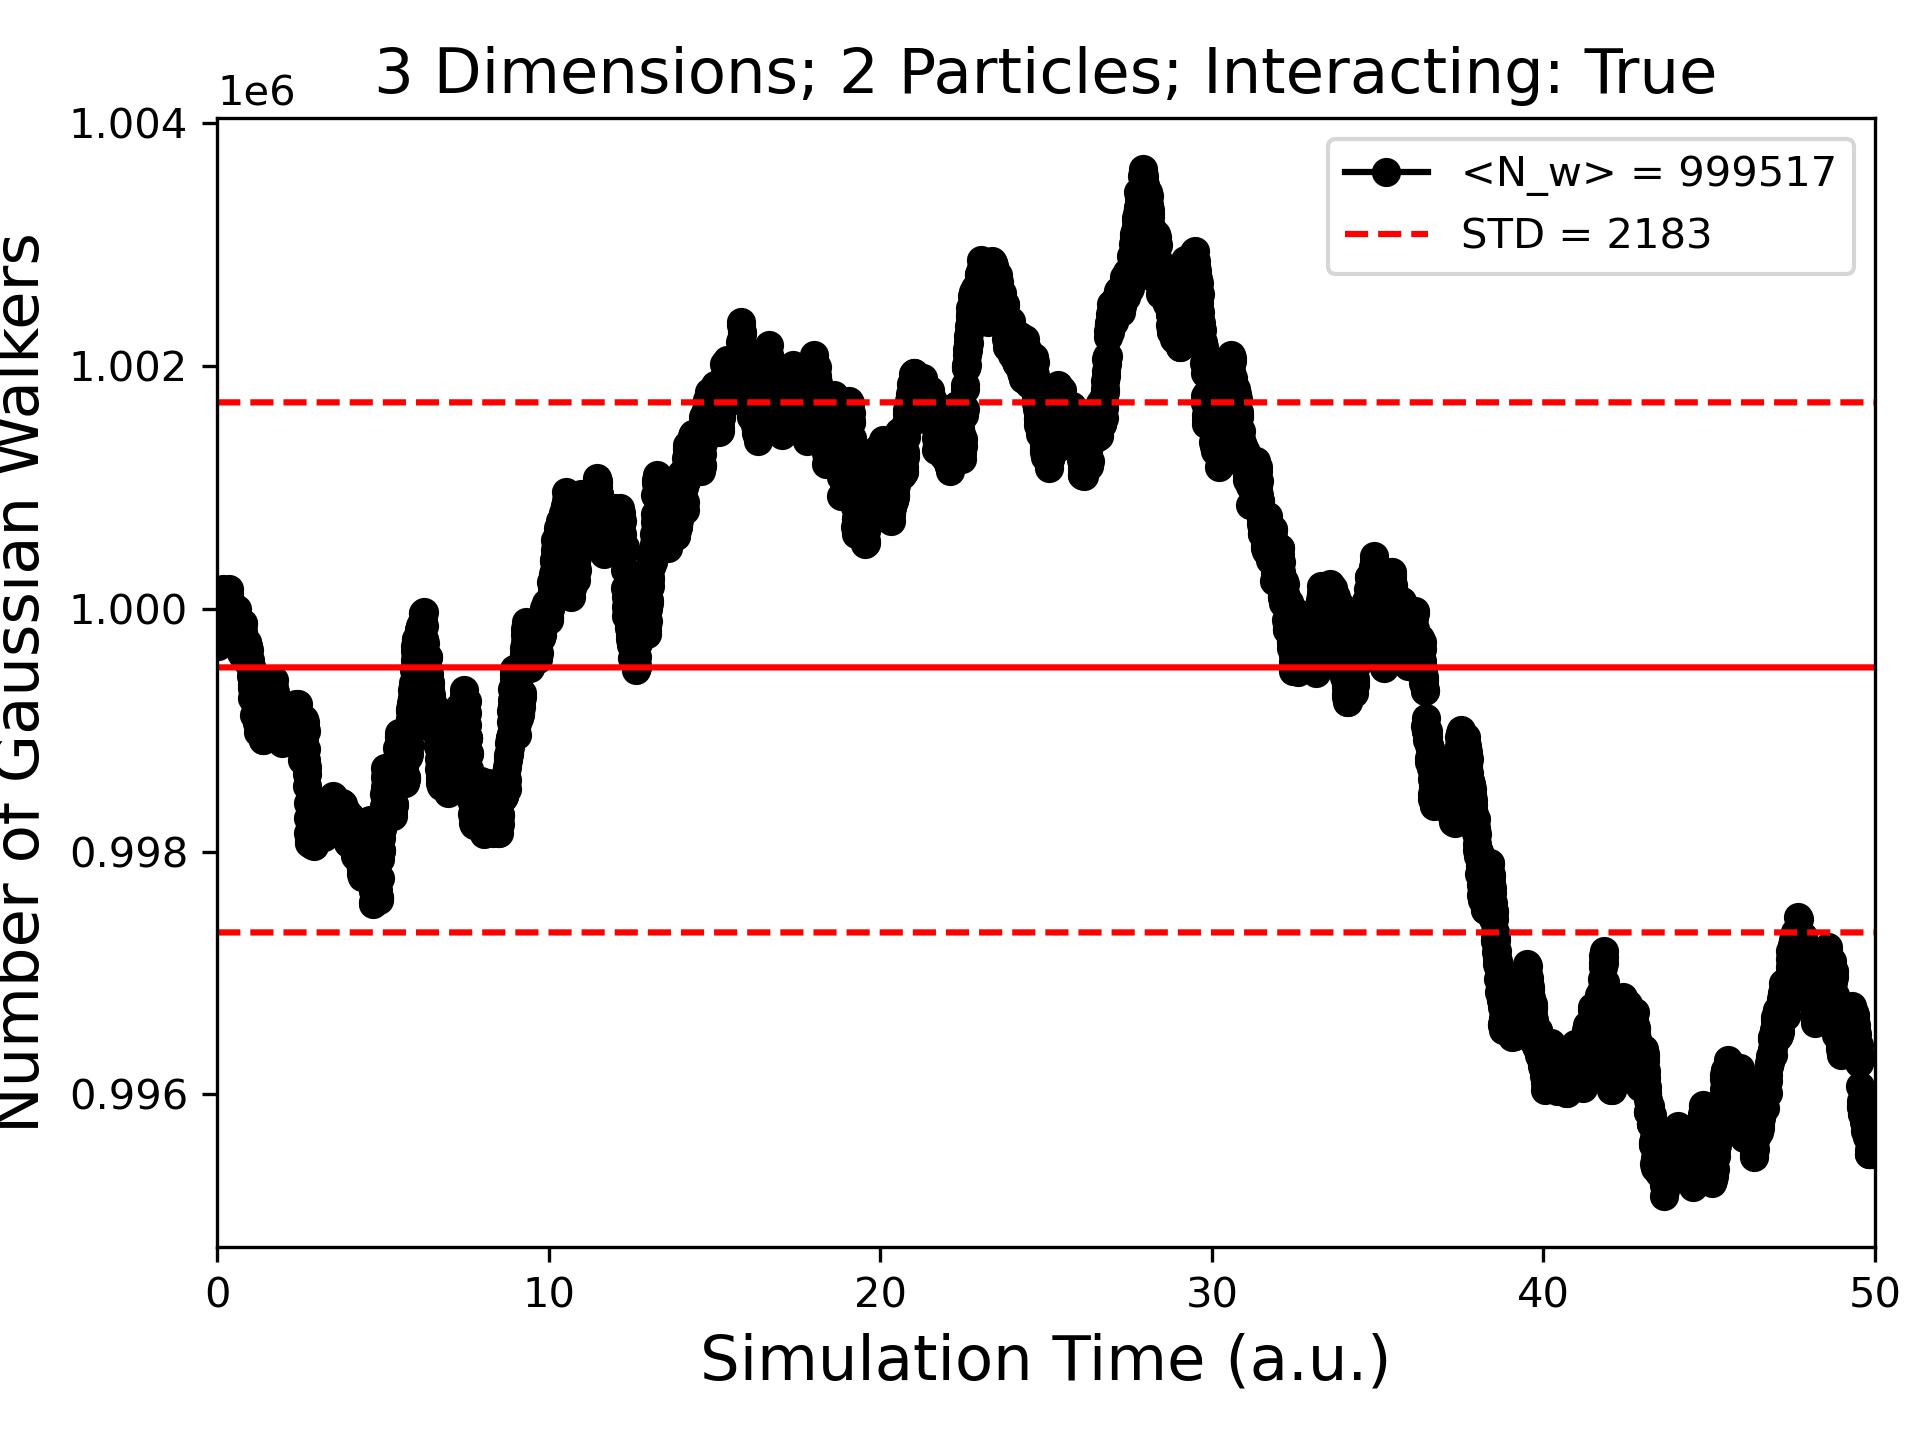 3 Dimensions; 2 Particles; Interacting: True
1e6
1.004
1.002
1.000
0.998
0.996
Number of Gaussian Walkers
<N_w> = 999517
STD = 2183
0 10 20 30 40 50
Simulation Time (a.u.)